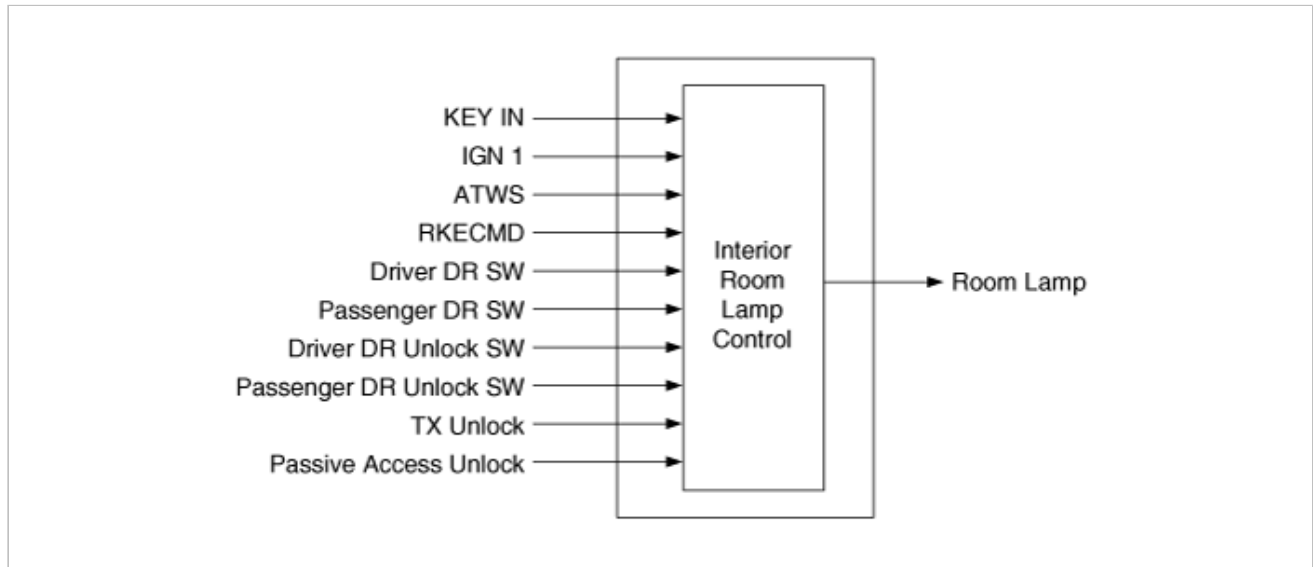 KEY IN
IGN 1
ATWS
RKECMD
Driver DR SW
Passenger DR SW
Driver DR Unlock SW
Passenger DR Unlock SW
TX Unlock
Passive Access Unlock
Interior
Room
Lamp
Control
Room Lamp